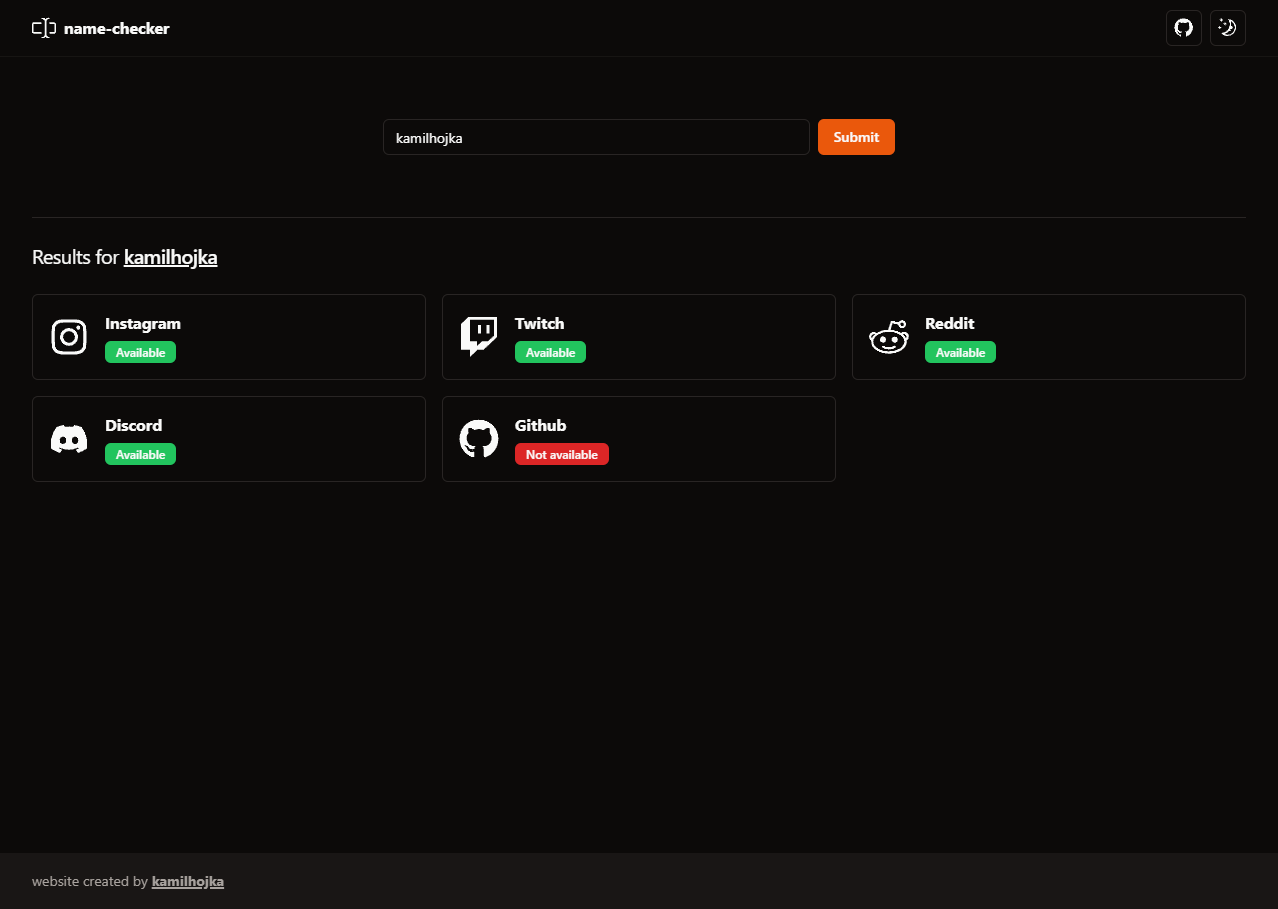 name-checker
kamilhojka
Submit
Results for kamilhojka
Instagram
Available
Twitch
Available
Reddit
Available
Discord
Available
Github
Not available
website created by kamilhojka